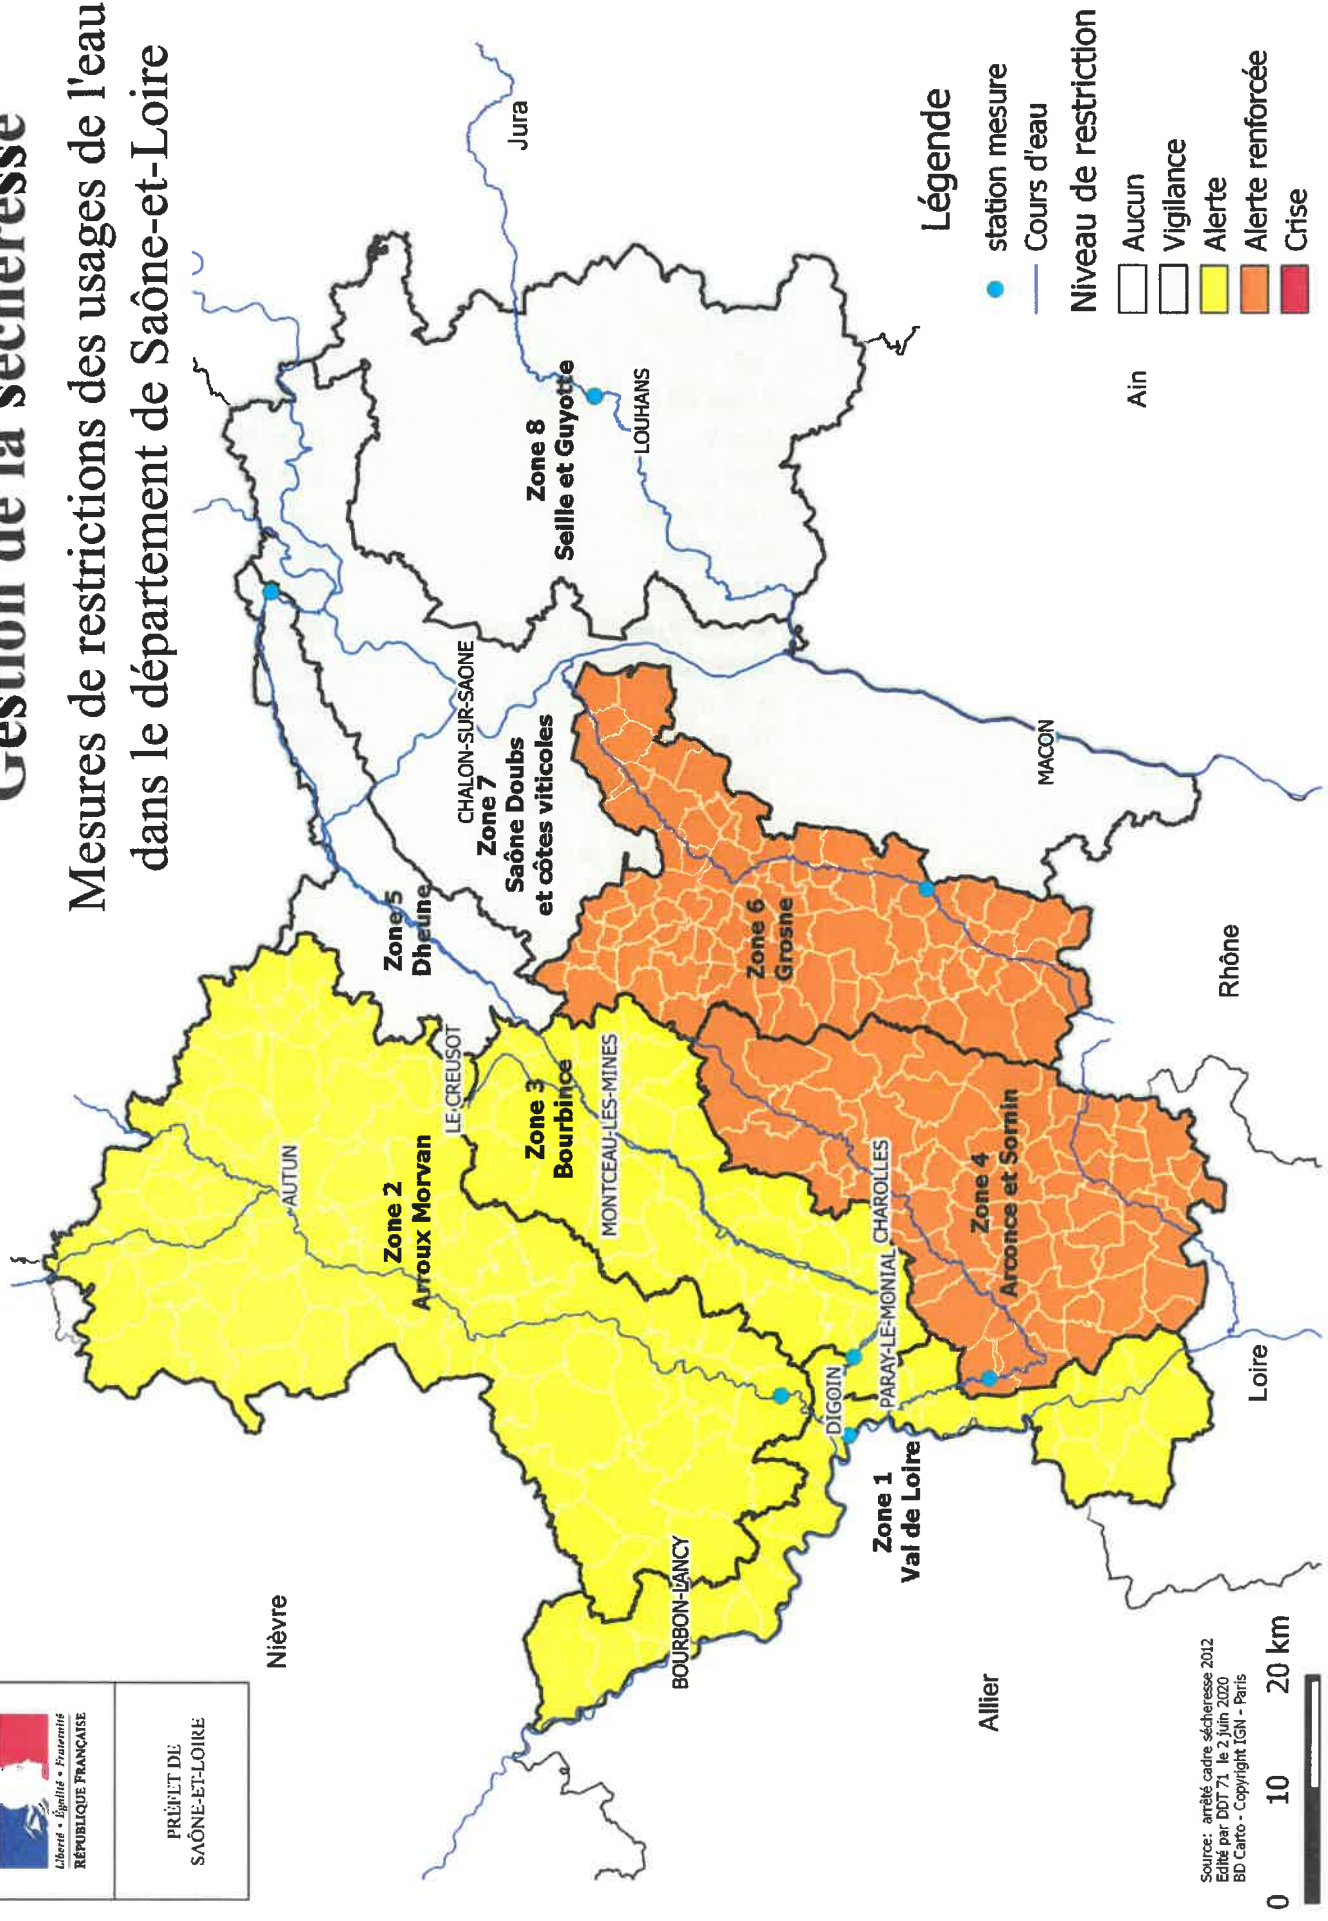 Gestion de la sécheresse
Mesures de restrictions des usages de l'eau
dans le département de Saône-et-Loire
Liberté • Égalité • Fraternité
RÉPUBLIQUE FRANÇAISE
PRÉFET DE
SAÔNE-ET-LOIRE
Nièvre
Jura
AUTUN
Zone 2
Arroux Morvan
LE CREUSOT
Zone 5
Dheune
CHALON-SUR-SAONE
Zone 7
Saône Doubs
et côtes viticoles
Zone 8
Seille et Guyotte
LOUHANS
Zone 3
Bourbince
MONTCEAU-LES-MINES
BOURBON-LANCY
Zone 6
Grosne
DIGOIN
PARAY-LE-MONIAL
CHAROLLES
Zone 1
Val de Loire
Zone 4
Arconce et Sornin
MACON
Allier
Loire
Rhône
Ain
Légende
station mesure
Cours d'eau
Niveau de restriction
Aucun
Vigilance
Alerte
Alerte renforcée
Crise
Source: arrêté cadre sécheresse 2012
Edité par DDT 71 le 2 juin 2020
BD Carto - Copyright IGN - Paris
0 10 20 km